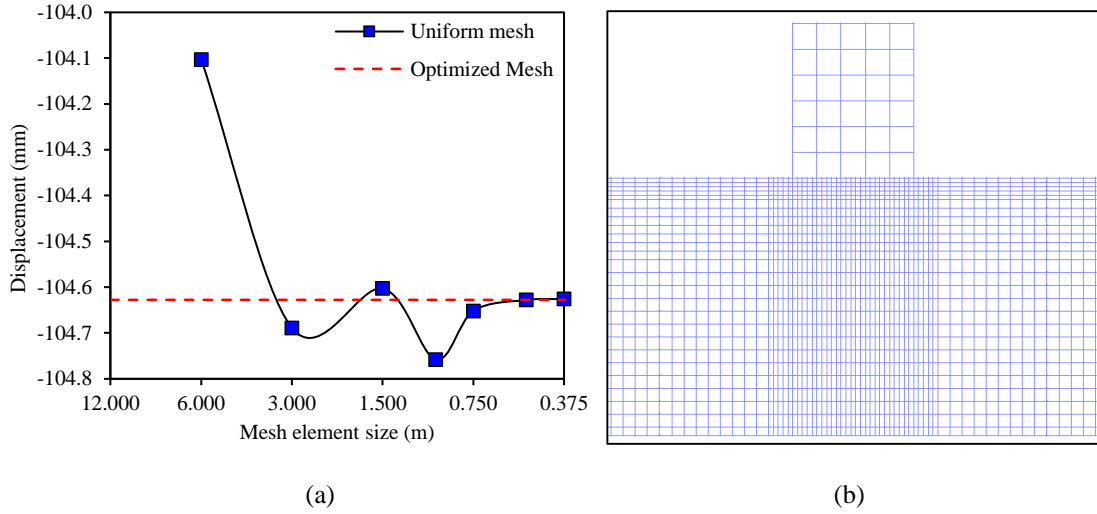 -104.0
-104.1
-104.2
-104.3
-104.4
-104.5
-104.6
-104.7
-104.8
Displacement (mm)
Uniform mesh
Optimized Mesh
12.000 6.000 3.000 1.500 0.750 0.375
Mesh element size (m)
(a) (b)